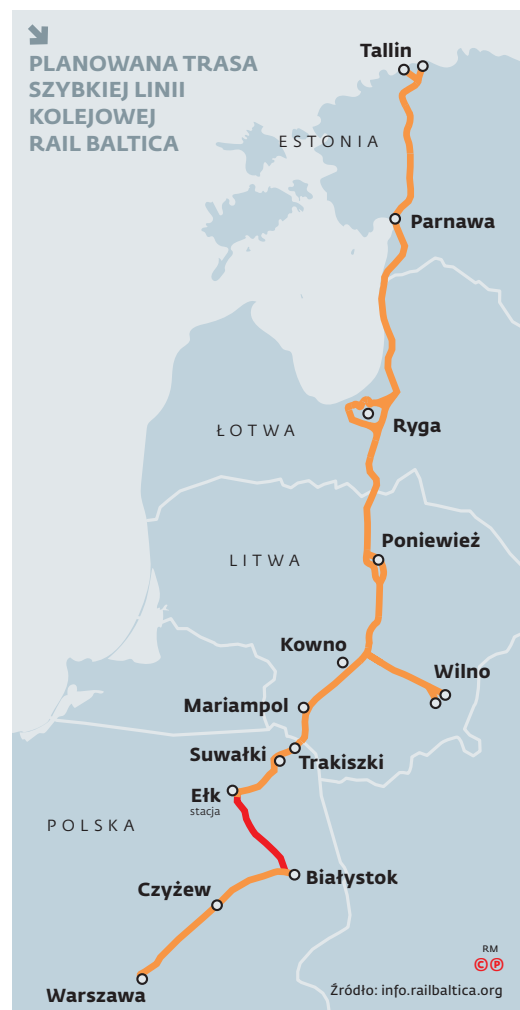 PLANOWANA TRASA
SZYBKIEJ LINII
KOLEJOWEJ
RAIL BALTICA
Tallin
ESTONIA
Parnawa
Ryga
ŁOTWA
Poniewież
LITWA
Kowno
Wilno
Mariampol
Suwałki
Trakiszki
Ełk
stacja
POLSKA
Białystok
Czyżew
Warszawa
RM
©℗
Źródło: info.railbaltica.org